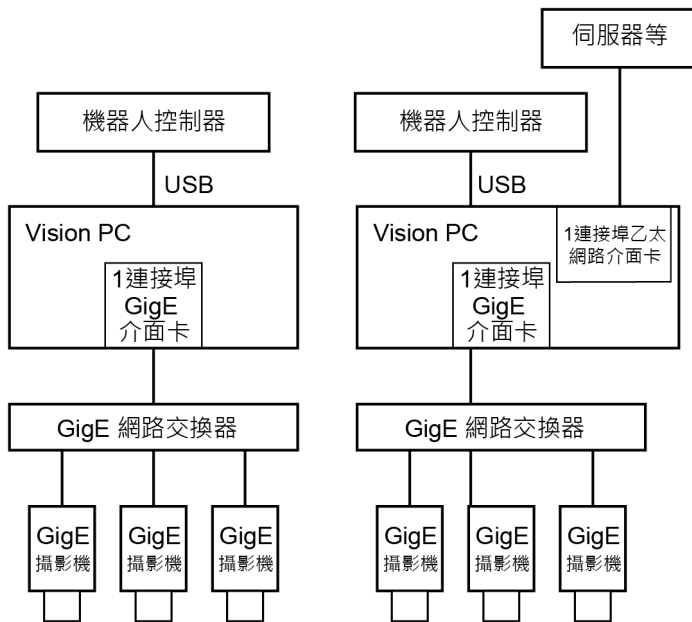 伺服器等
機器人控制器
USB
Vision PC
1連接埠
GigE
介面卡
GigE 網路交換器
GigE
攝影機
GigE
攝影機
GigE
攝影機
機器人控制器
USB
Vision PC
1連接埠乙太
網路介面卡
1連接埠
GigE
介面卡
GigE 網路交換器
GigE
攝影機
GigE
攝影機
GigE
攝影機